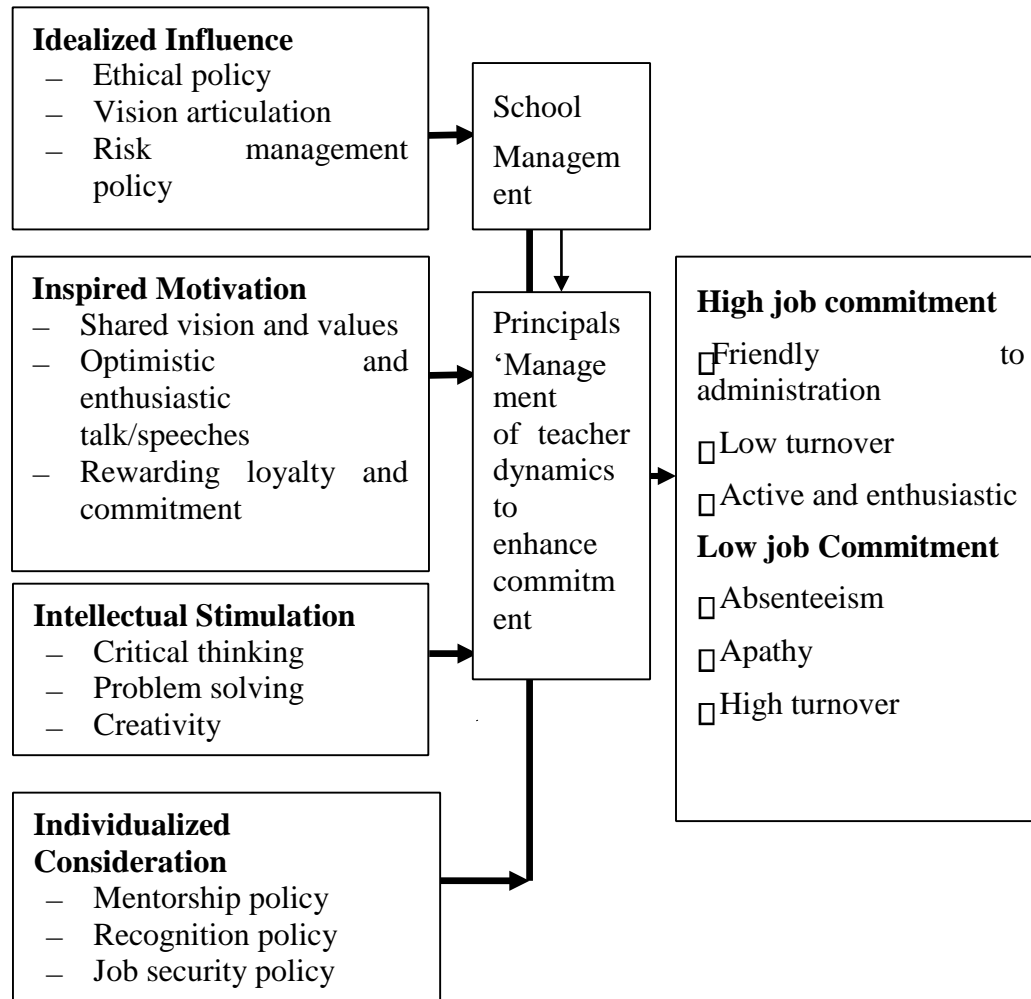 Idealized Influence
– Ethical policy
– Vision articulation
– Risk management
policy
School
Managem
ent
Inspired Motivation
– Shared vision and values
– Optimistic and
enthusiastic
talk/speeches
– Rewarding loyalty and
commitment
Principals
‘Manage
ment
of teacher
dynamics
to
enhance
commitm
ent
Intellectual Stimulation
– Critical thinking
– Problem solving
– Creativity
Individualized
Consideration
– Mentorship policy
– Recognition policy
– Job security policy
High job commitment
▯Friendly to
administration
▯Low turnover
▯Active and enthusiastic
Low job Commitment
▯Absenteeism
▯Apathy
▯High turnover